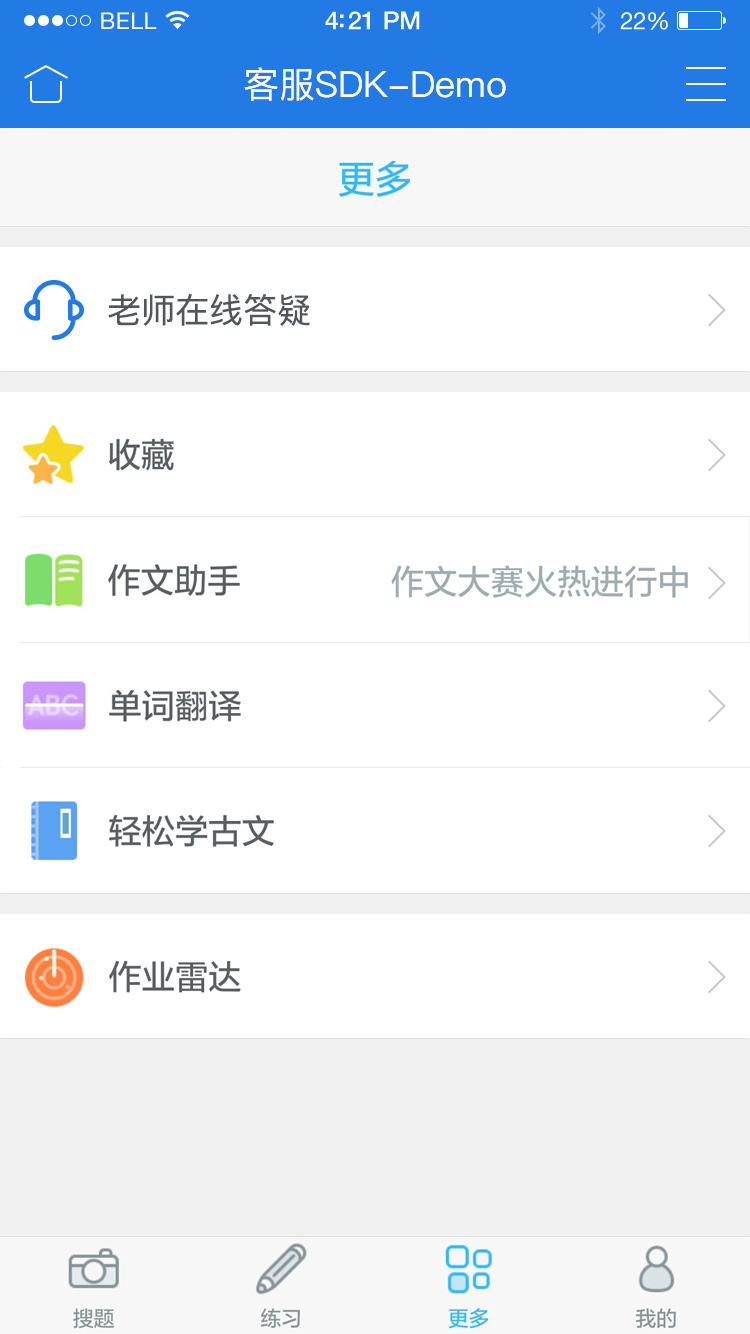 BELL 4:21 PM 22%
客服SDK-Demo
更多
老师在线答疑
收藏
作文助手 作文大赛火热进行中
ABC 单词翻译
轻松学古文
作业雷达
搜题 练习 更多 我的